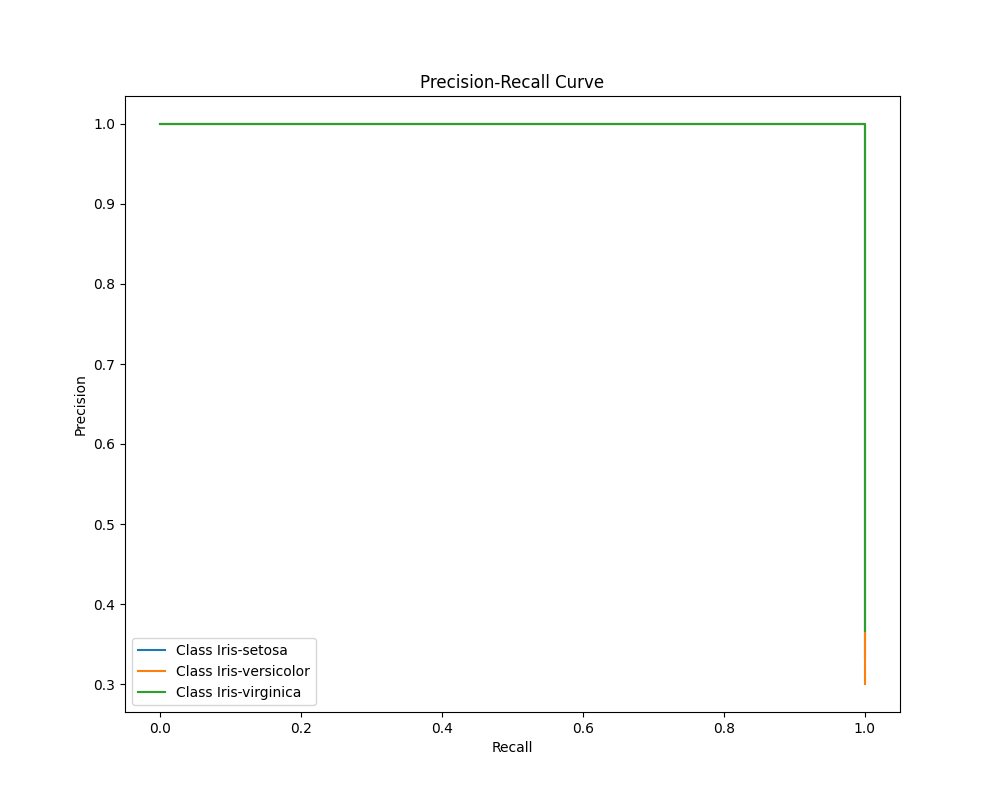 Precision-Recall Curve
1.0
0.9
0.8
0.7
0.6
0.5
0.4
0.3
Precision
Class Iris-setosa
Class Iris-versicolor
Class Iris-virginica
0.0 0.2 0.4 0.6 0.8 1.0
Recall